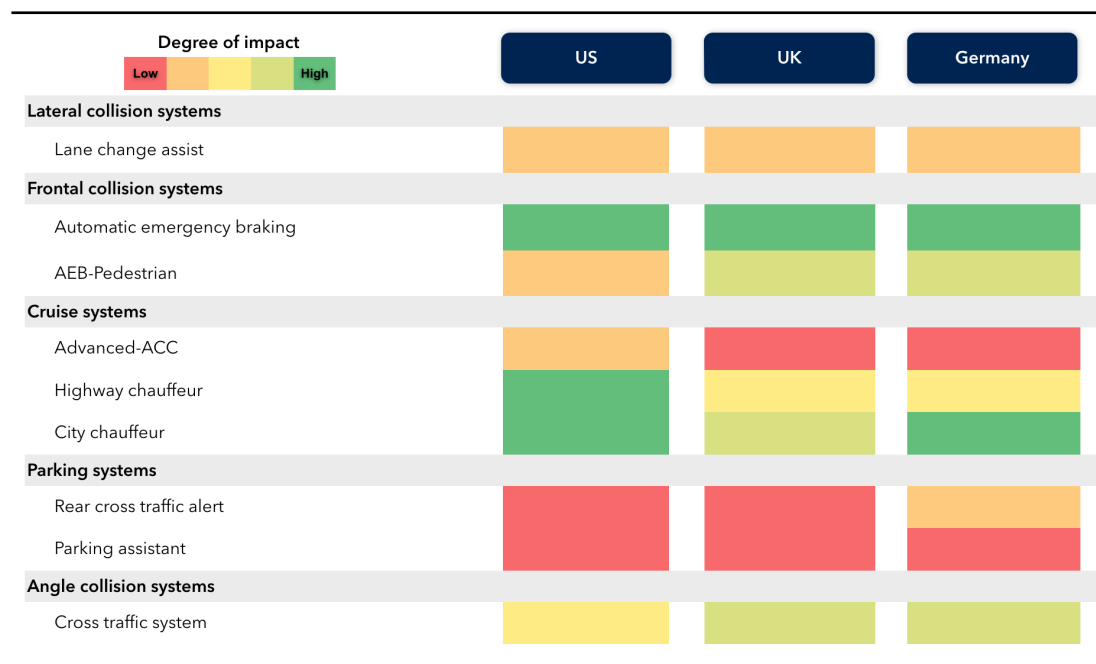 Degree of impact
Low High
US UK Germany
Lateral collision systems
Lane change assist
Frontal collision systems
Automatic emergency braking
AEB-Pedestrian
Cruise systems
Advanced-ACC
Highway chauffeur
City chauffeur
Parking systems
Rear cross traffic alert
Parking assistant
Angle collision systems
Cross traffic system